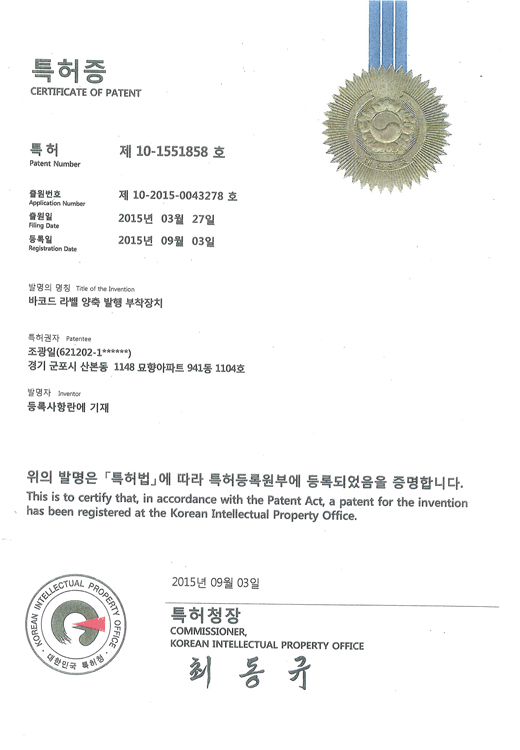 특허증
CERTIFICATE OF PATENT
특허 제 10-1551858 호
Patent Number
출원번호 제 10-2015-0043278 호
Application Number
출원일 2015년 03월 27일
Filing Date
등록일 2015년 09월 03일
Registration Date
발명의 명칭 Title of the Invention
바코드 라벨 양축 발행 부착장치
특허권자 Patentee
조광일(621202-1******)
경기 군포시 산본동 1148 묘향아파트 941동 1104호
발명자 Inventor
등록사항란에 기재
위의 발명은 「특허법」에 따라 특허등록원부에 등록되었음을 증명합니다.
This is to certify that, in accordance with the Patent Act, a patent for the invention
has been registered at the Korean Intellectual Property Office.
2015년 09월 03일
특허청장
COMMISSIONER,
KOREAN INTELLECTUAL PROPERTY OFFICE
최동규
KOREAN INTELLECTUAL PROPERTY OFFICE
대한민국 특허청